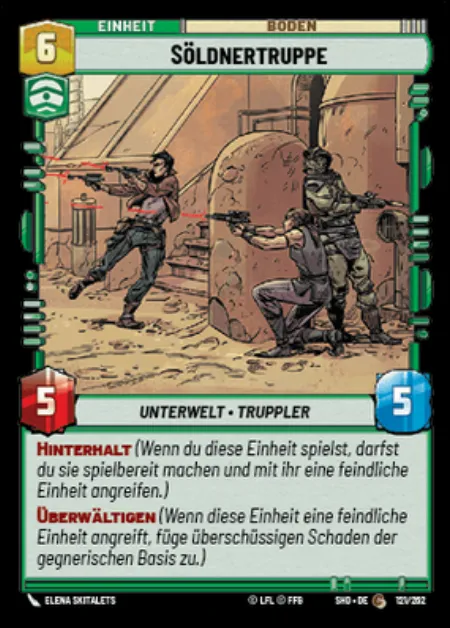 EINHEIT
BODEN
6
SÖLDNERTRUPPE
5
UNTERWELT • TRUPPLER
5
HINTERHALT (Wenn du diese Einheit spielst, darfst
du sie spielbereit machen und mit ihr eine feindliche
Einheit angreifen.)
ÜBERWÄLTIGEN (Wenn diese Einheit eine feindliche
Einheit angreift, füge überschüssigen Schaden der
gegnerischen Basis zu.)
ELENA SKITALETS
© LFL © FFG
SHD • DE
C
121/262